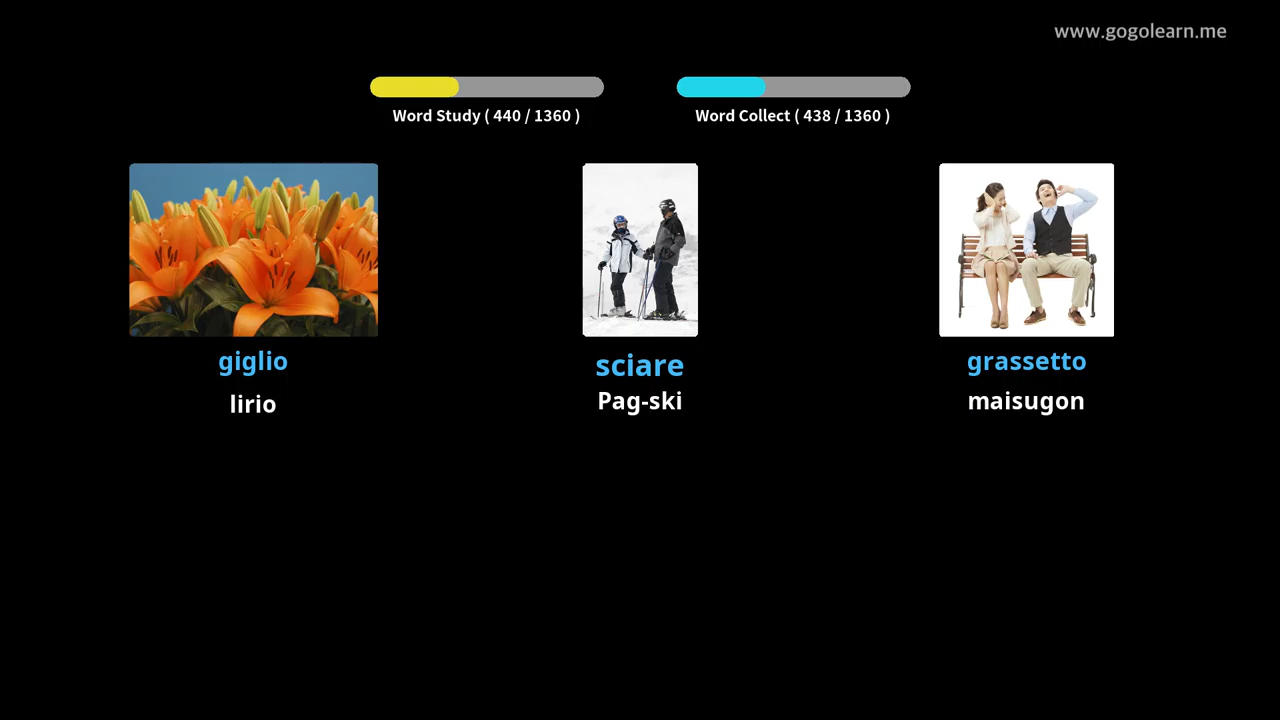 www.gogolearn.me
Word Study ( 440 / 1360 )
Word Collect ( 438 / 1360 )
giglio
lirio
sciare
Pag-ski
grassetto
maisugon